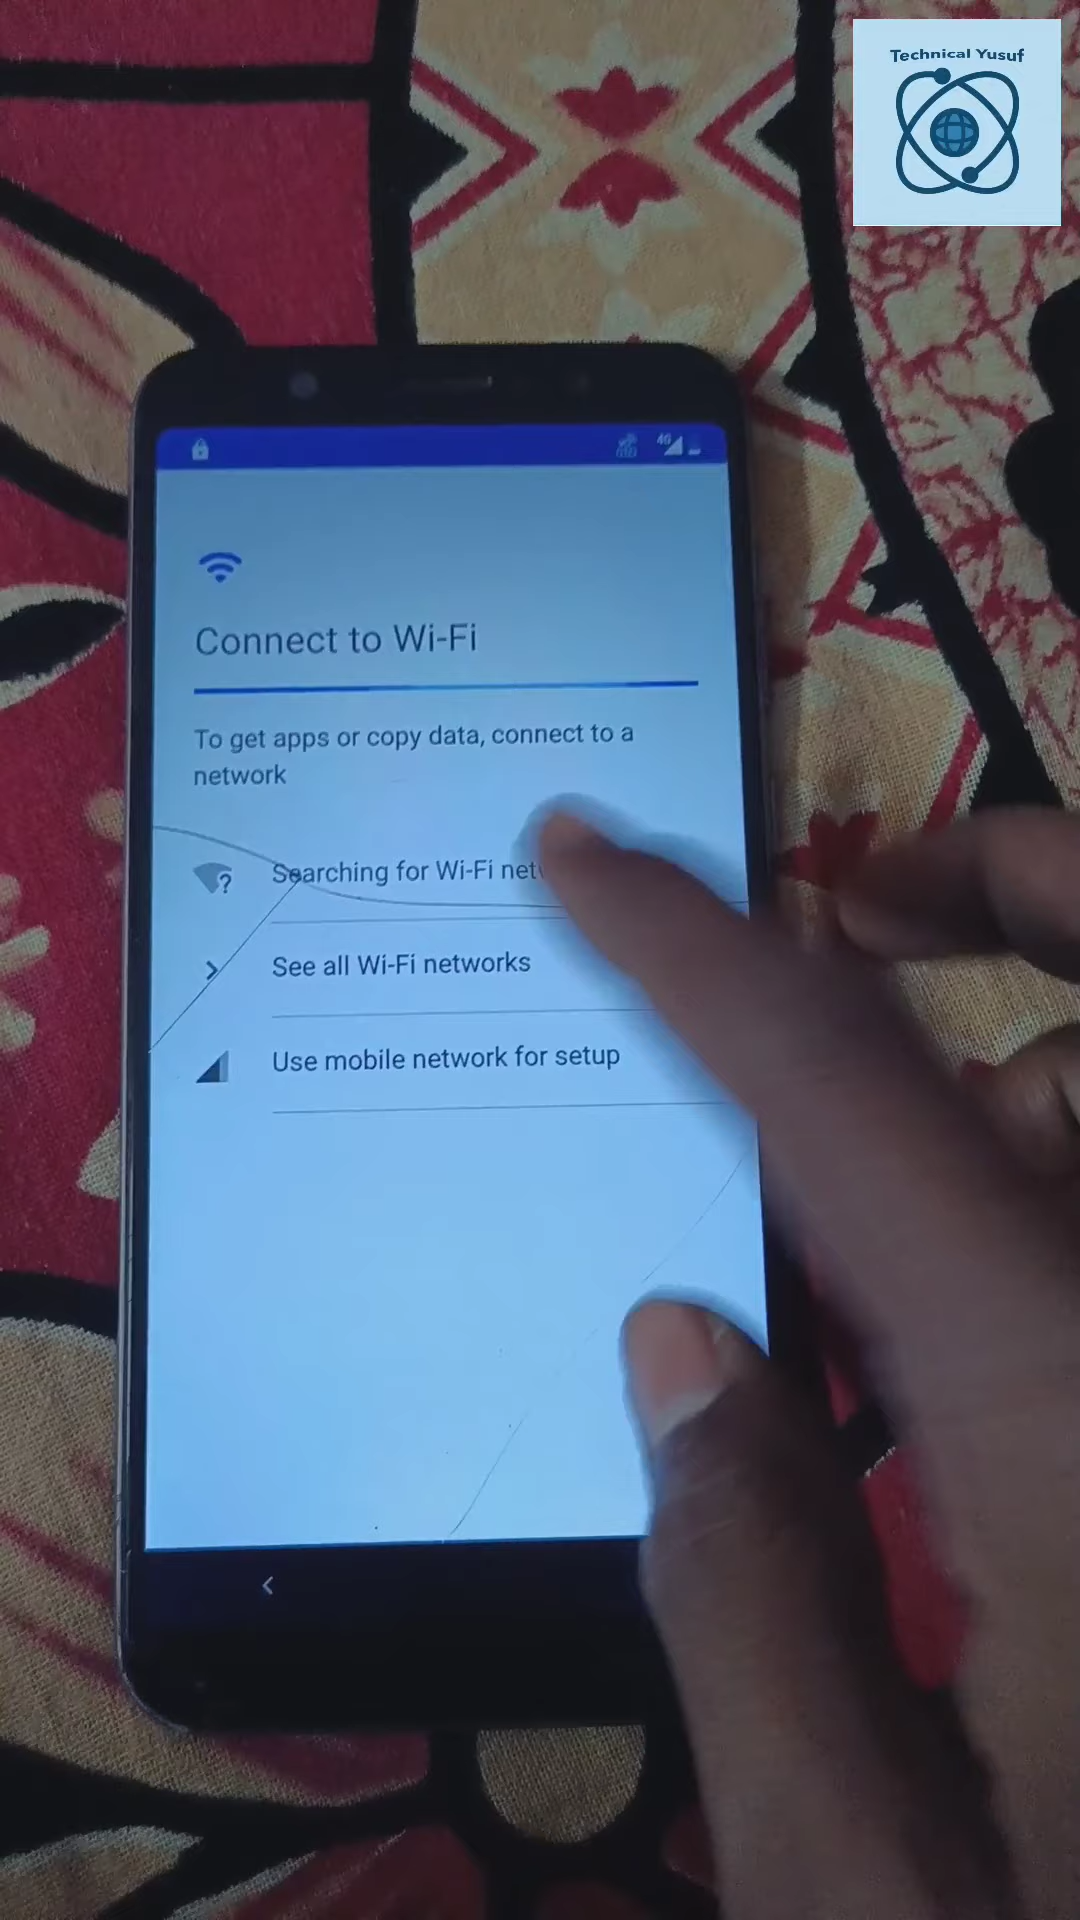 Technical Yusuf
4G
Connect to Wi-Fi
To get apps or copy data, connect to a
network
Searching for Wi-Fi
See all Wi-Fi networks
Use mobile network for setup